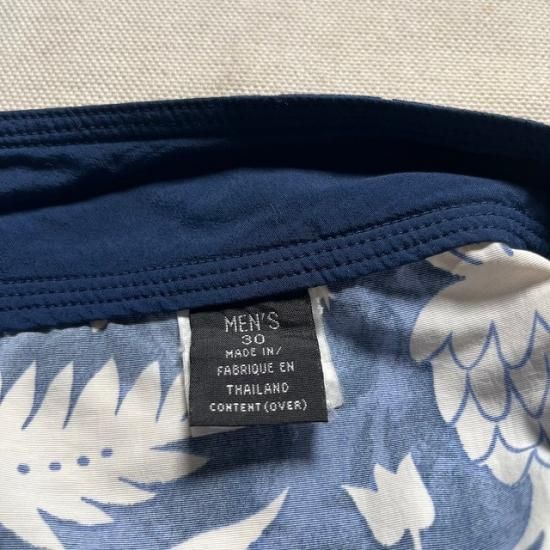 MEN'S
30
MADE IN/
FABRIQUE EN
THAILAND
CONTENT (OVER)